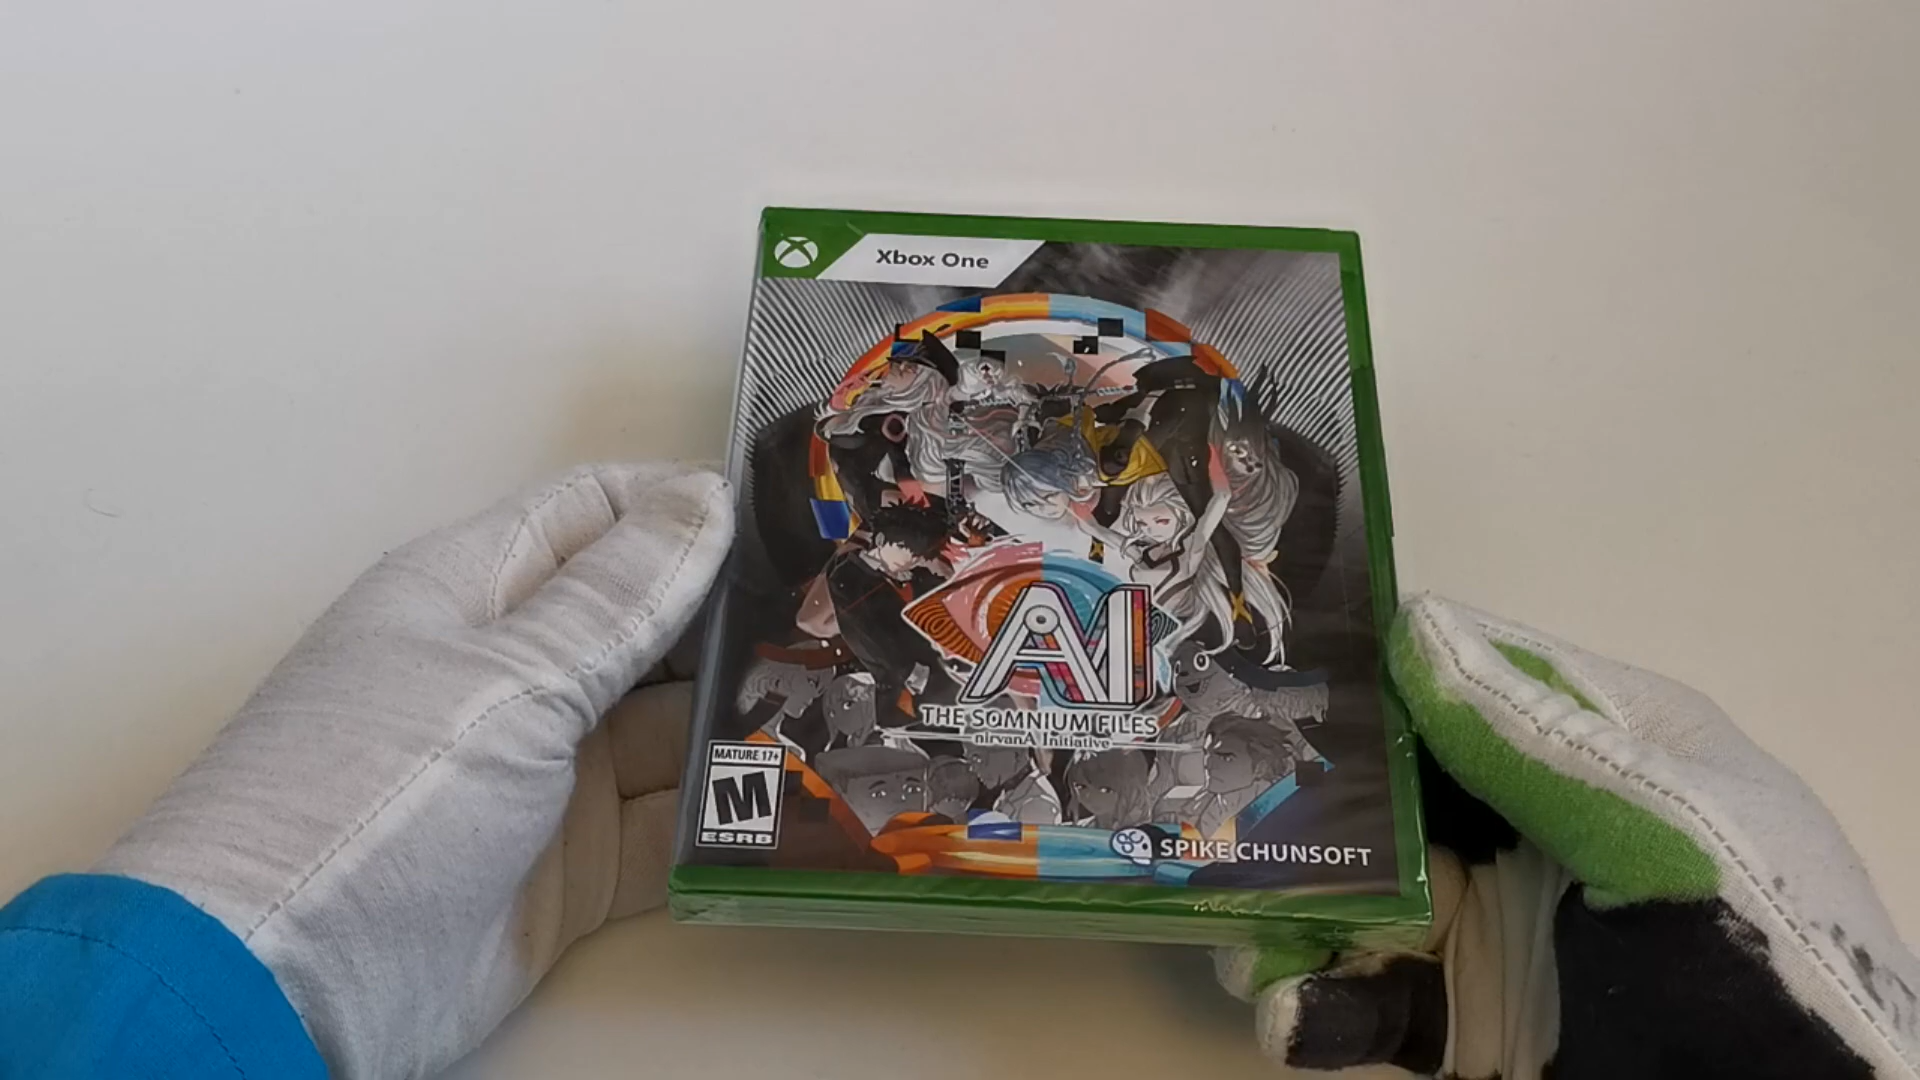 Xbox One
AI
THE SOMNIUM FILES
nirvanA Initiative
MATURE 17+
M
ESRB
SPIKE CHUNSOFT